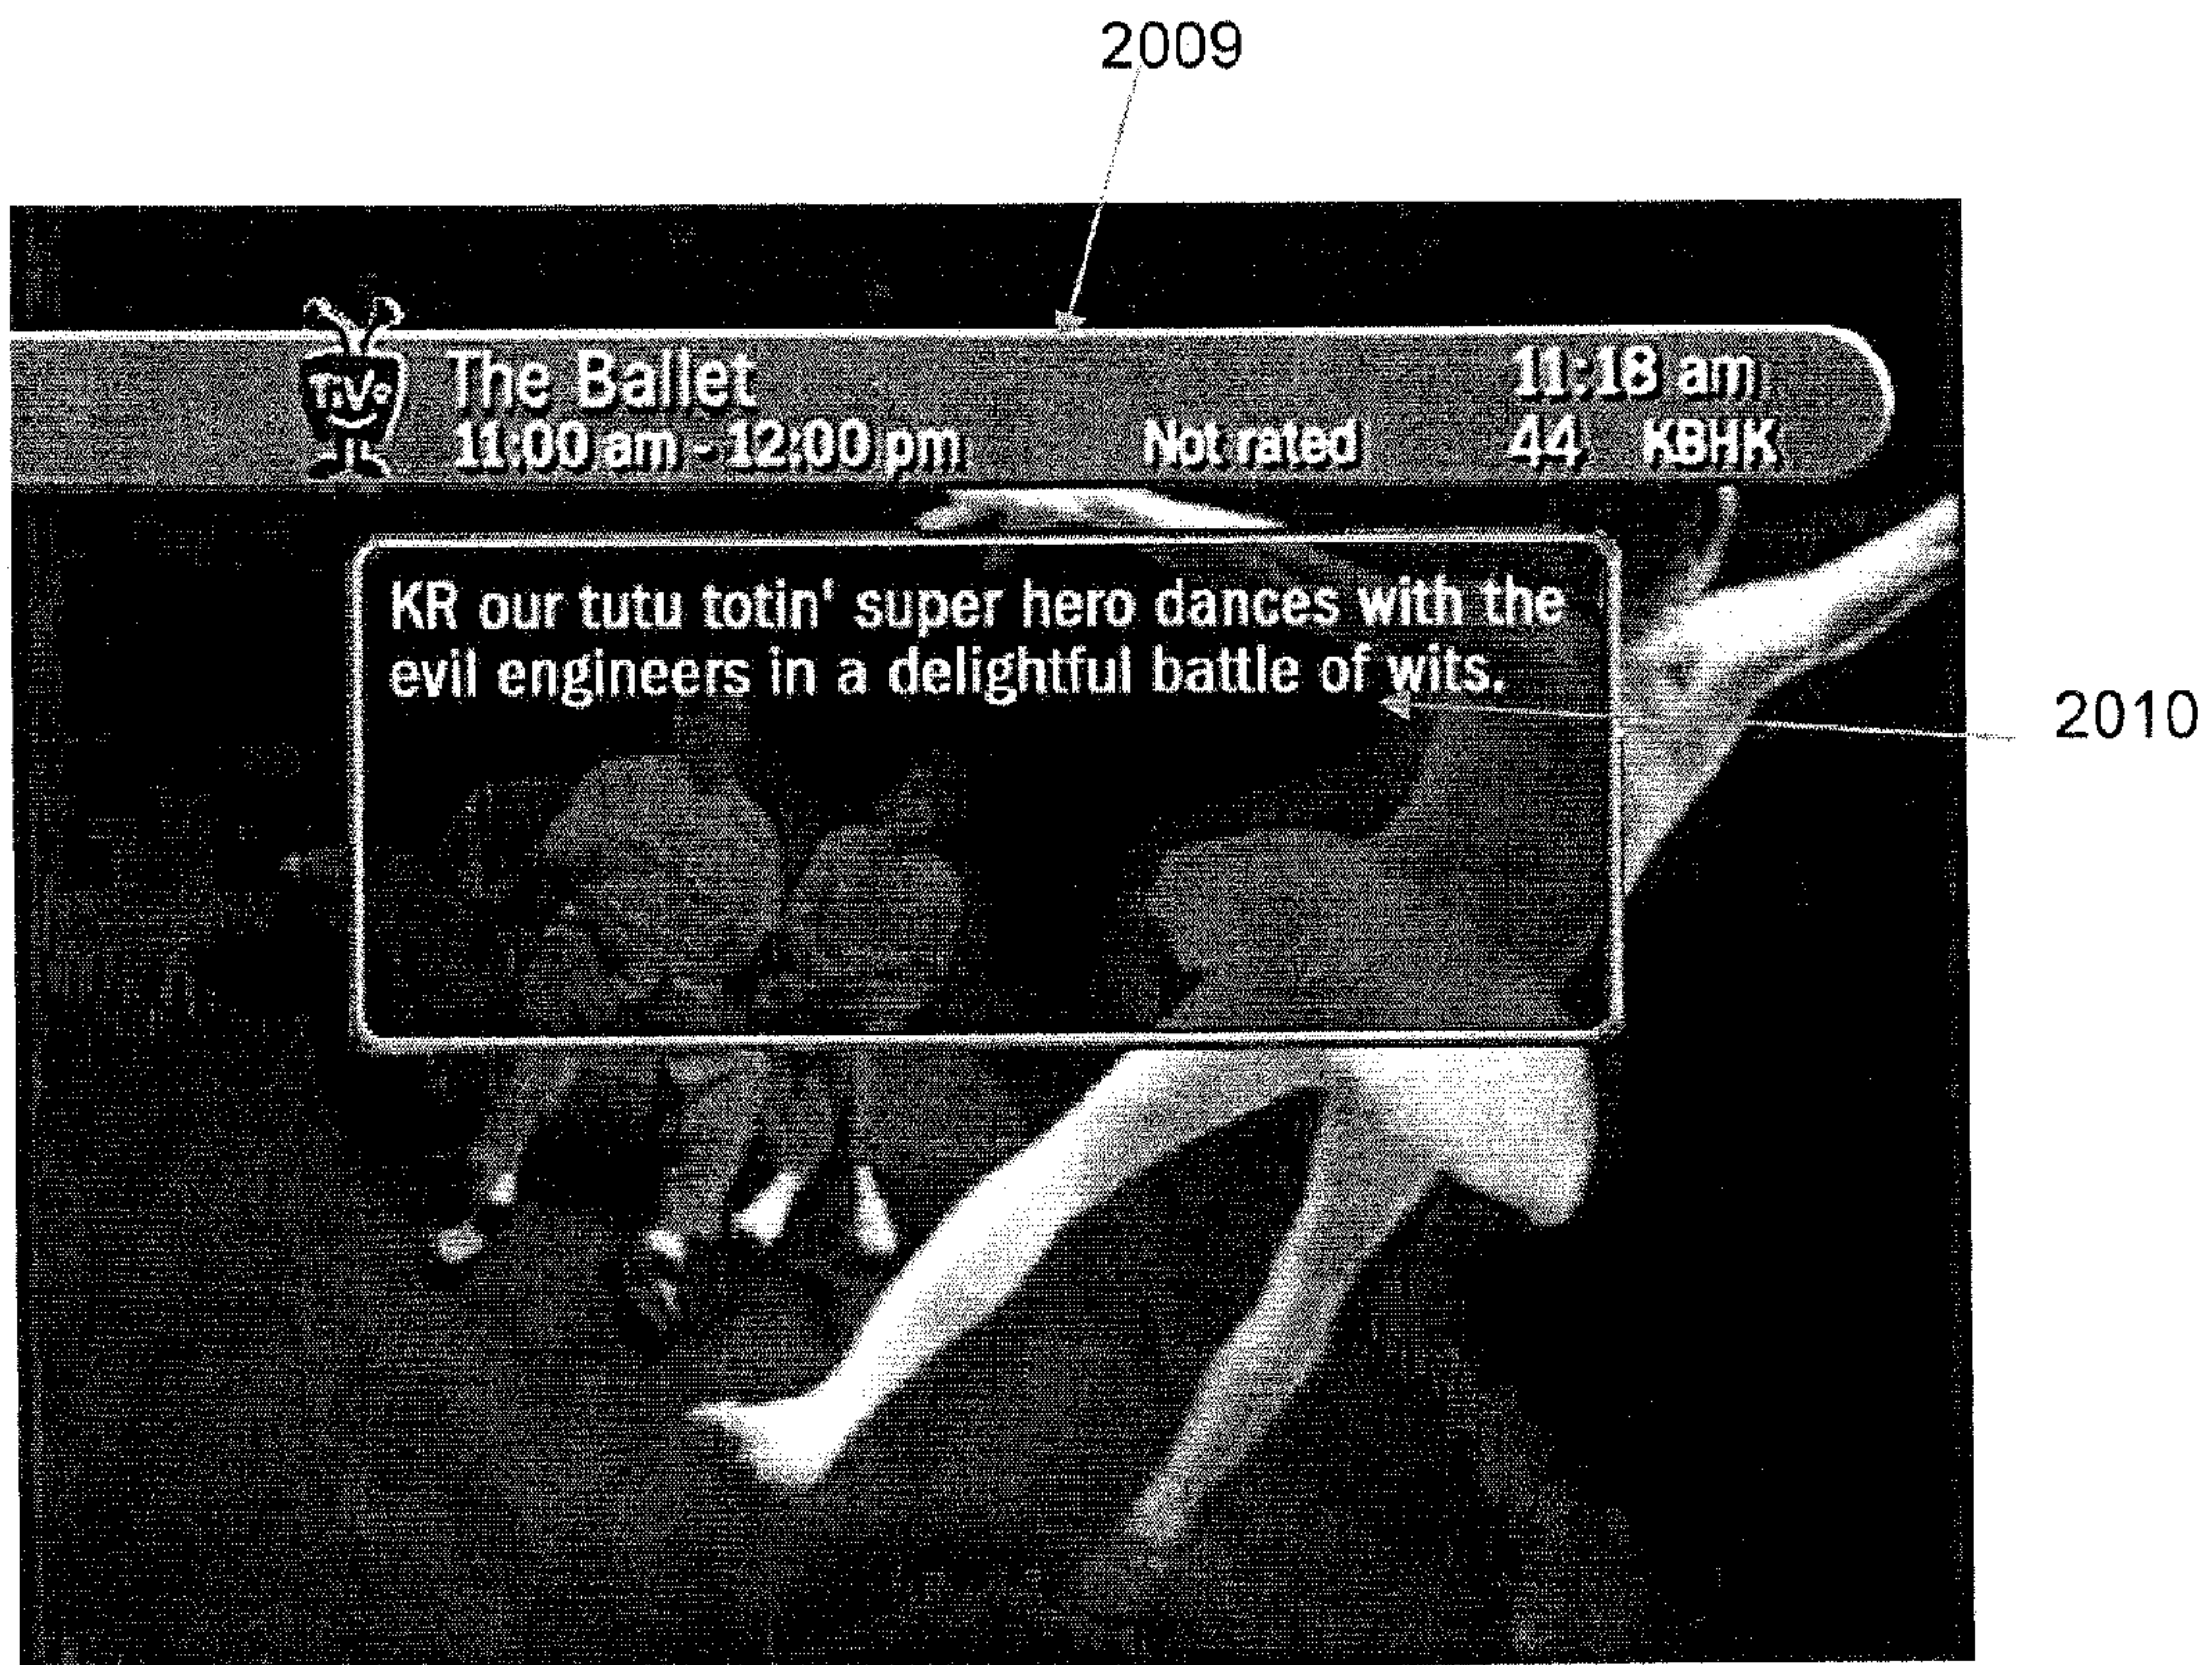 2009
TiVo
The Ballet
11:18 am
11:00 am - 12:00 pm
Not rated
44 KBHK
KR our tutu totin' super hero dances with the
evil engineers in a delightful battle of wits.
2010